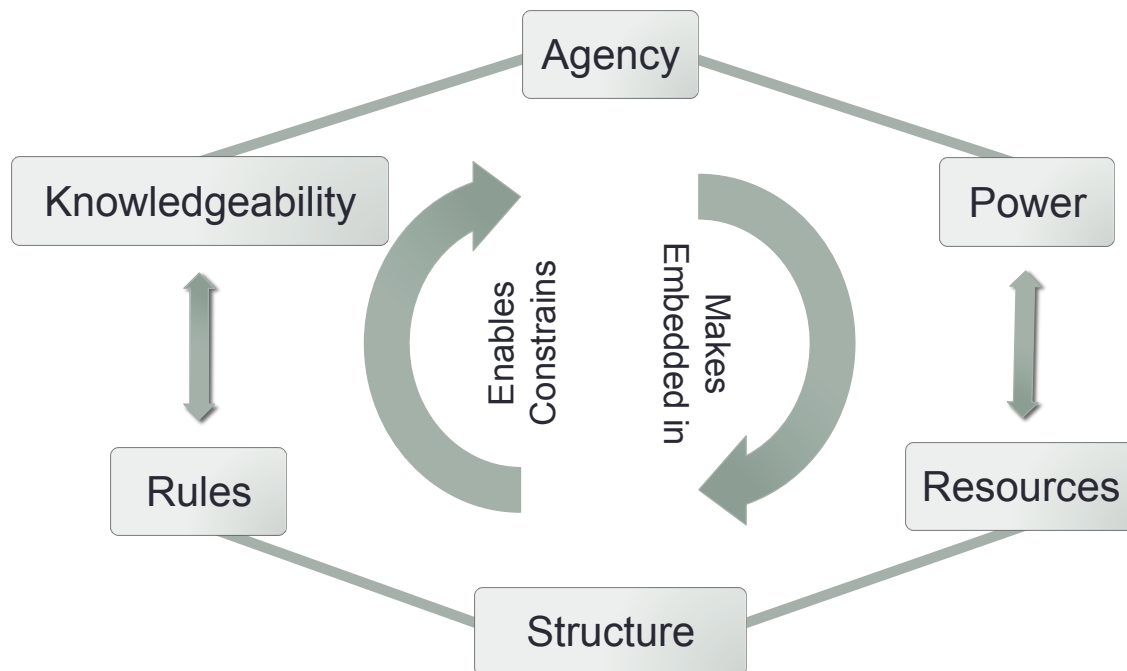 Agency
Knowledgeability
Power
Enables
Constrains
Makes
Embedded in
Rules
Resources
Structure